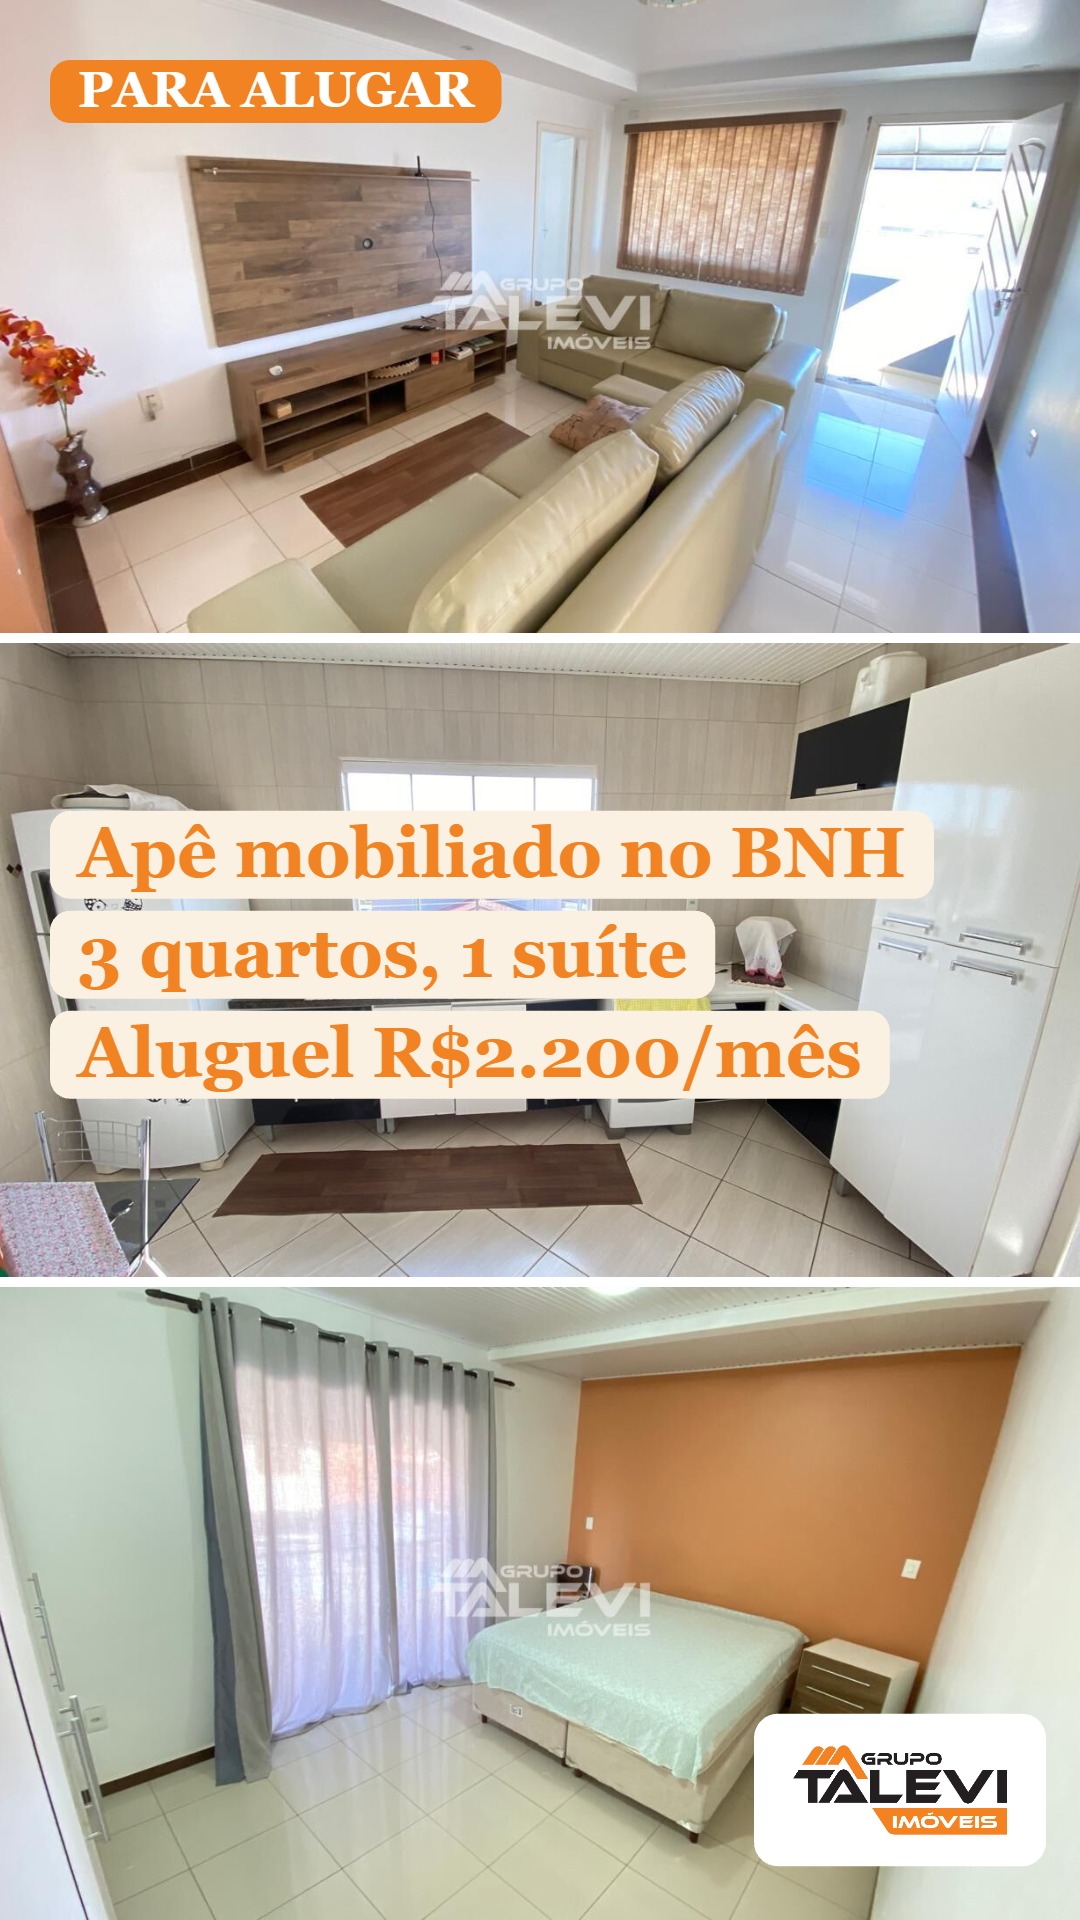 PARA ALUGAR
GRUPO
TALEVI
IMÓVEIS
Apê mobiliado no BNH
3 quartos, 1 suíte
Aluguel R$2.200/mês
GRUPO
TALEVI
IMÓVEIS
GRUPO
TALEVI
IMÓVEIS